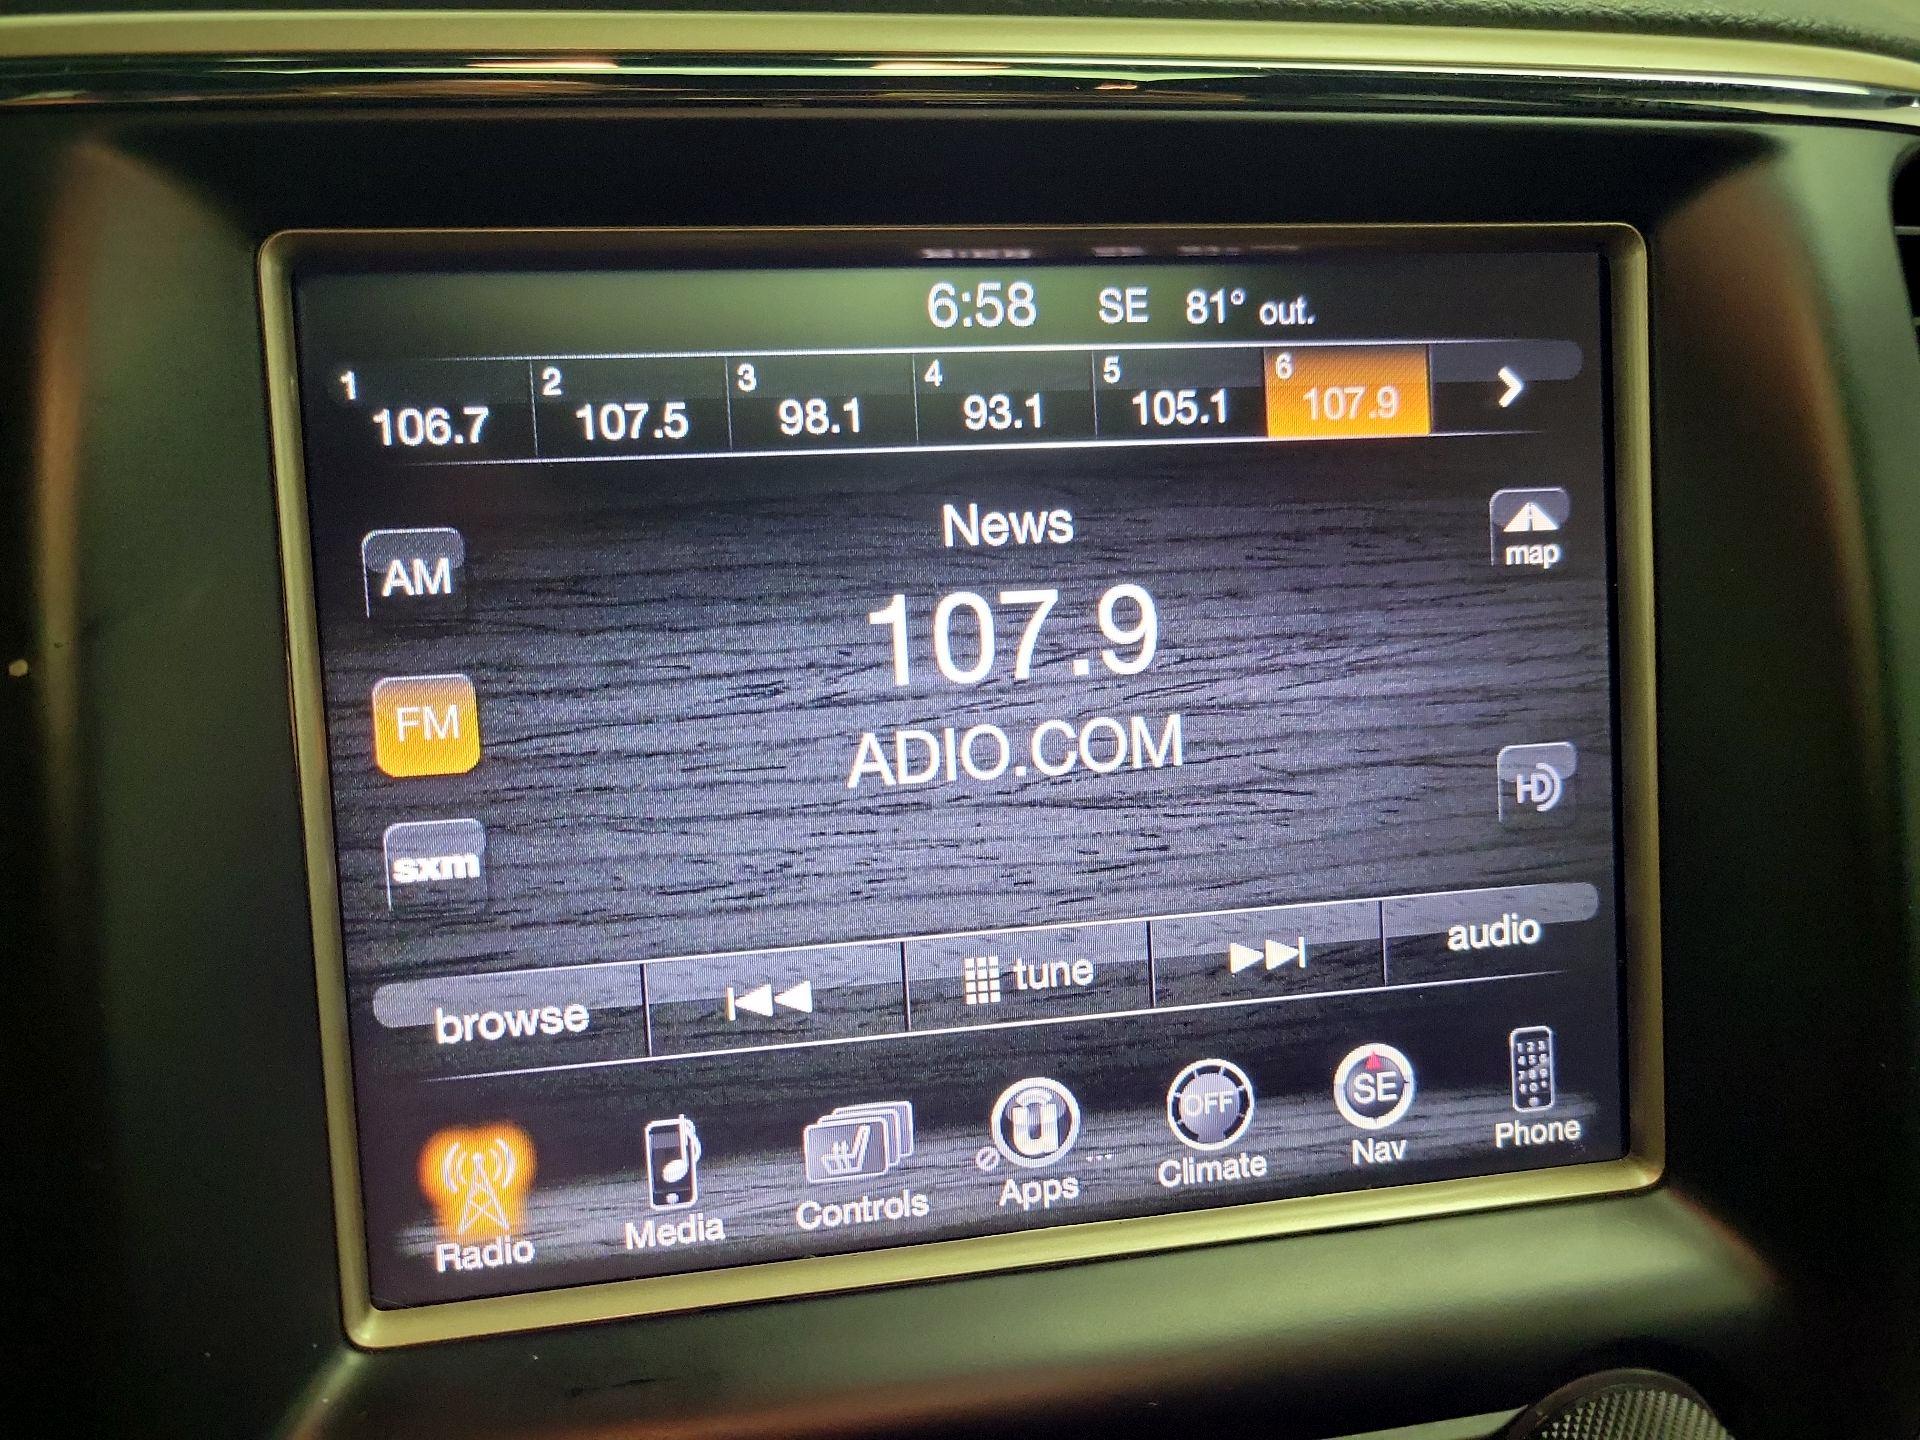 6:58 SE 81° out.
1 2 3 4 5 6
106.7 107.5 98.1 93.1 105.1 107.9
News
AM map
107.9
FM
ADIO.COM
HD
sxm
browse tune audio
OFF SE
Radio Media Controls Apps Climate Nav Phone